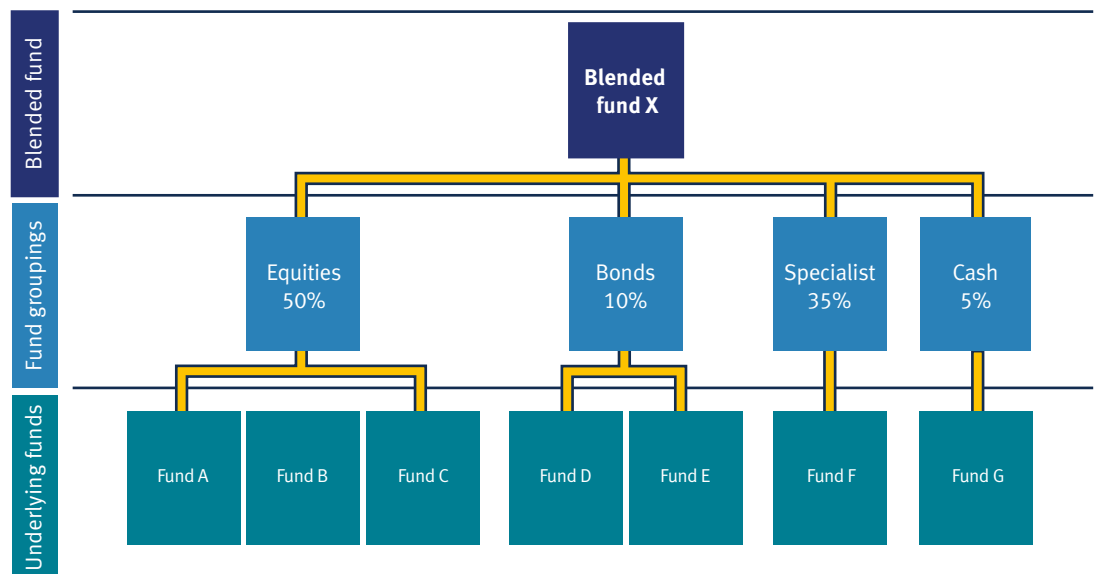 Blended fund
Blended
fund X
Fund groupings
Equities
50%
Bonds
10%
Specialist
35%
Cash
5%
Underlying funds
Fund A
Fund B
Fund C
Fund D
Fund E
Fund F
Fund G